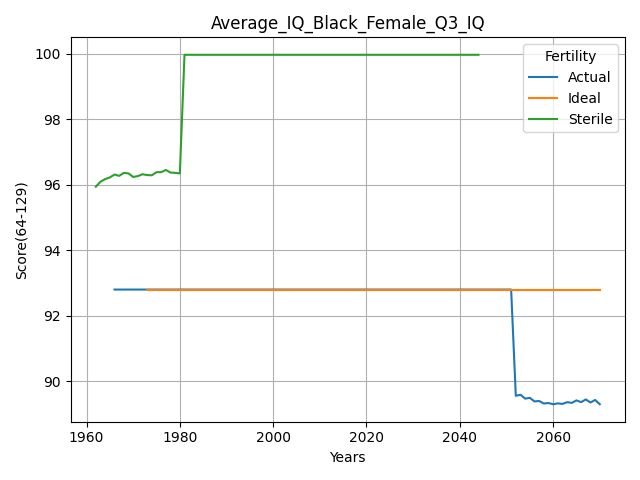 Average_IQ_Black_Female_Q3_IQ
Score(64-129)
100
98
96
94
92
90
1960
1980
2000
2020
2040
2060
Years
Fertility
Actual
Ideal
Sterile